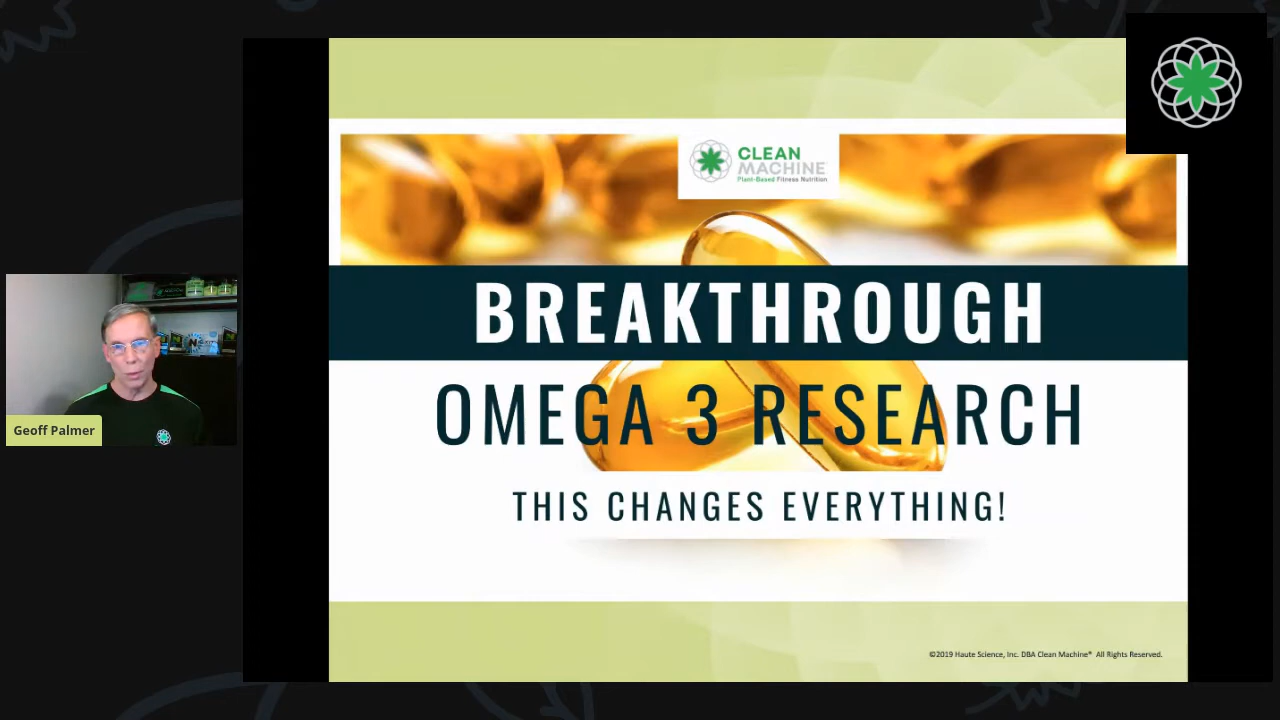 CLEAN
MACHINE
Plant-Based Fitness Nutrition
BREAKTHROUGH
OMEGA 3 RESEARCH
THIS CHANGES EVERYTHING!
Geoff Palmer
©2019 Haute Science, Inc. DBA Clean Machine® All Rights Reserved.